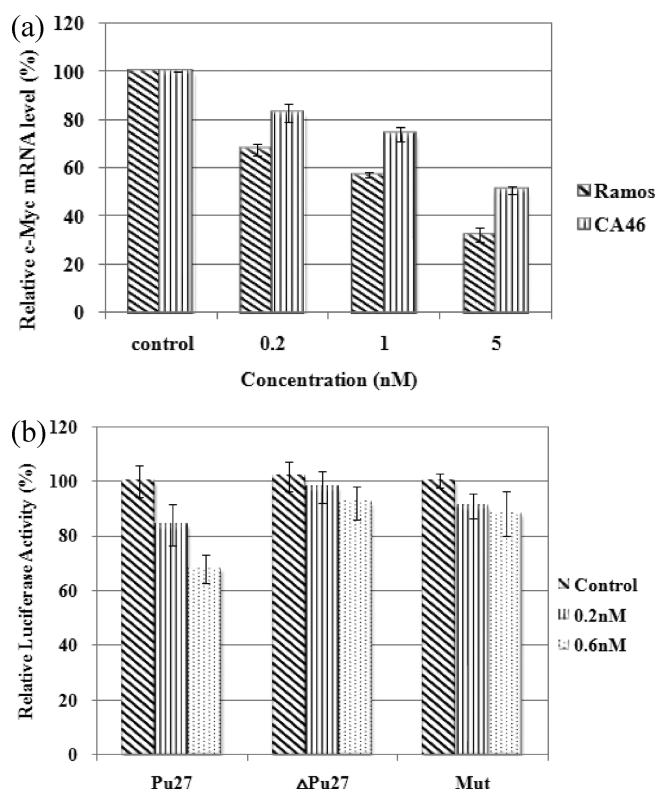 (a)
120
100
80
60
40
20
0
Relative c-Myc mRNA level (%)
control 0.2 1 5
Concentration (nM)
Ramos
CA46
(b)
120
100
80
60
40
20
0
Relative Luciferase Activity (%)
Pu27 ΔPu27 Mut
Control
0.2nM
0.6nM